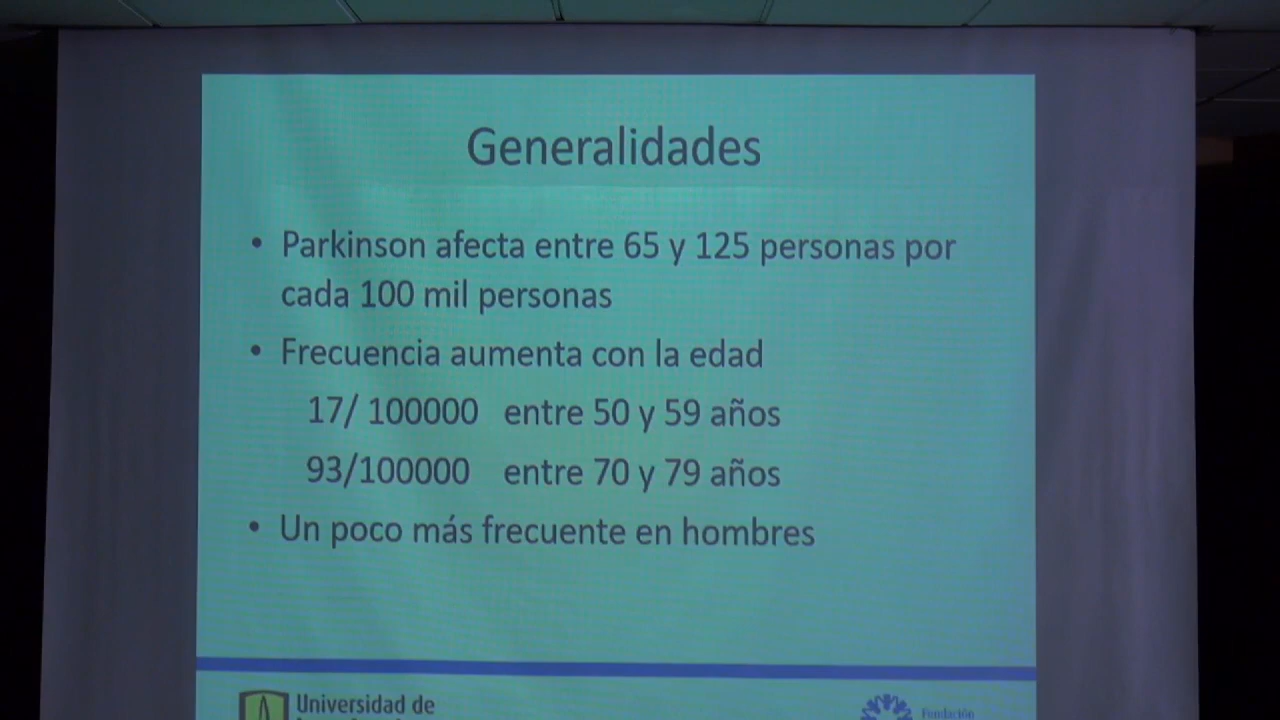 Generalidades
• Parkinson afecta entre 65 y 125 personas por
cada 100 mil personas
• Frecuencia aumenta con la edad
17/ 100000 entre 50 y 59 años
93/100000 entre 70 y 79 años
• Un poco más frecuente en hombres
Universidad de
Fundación